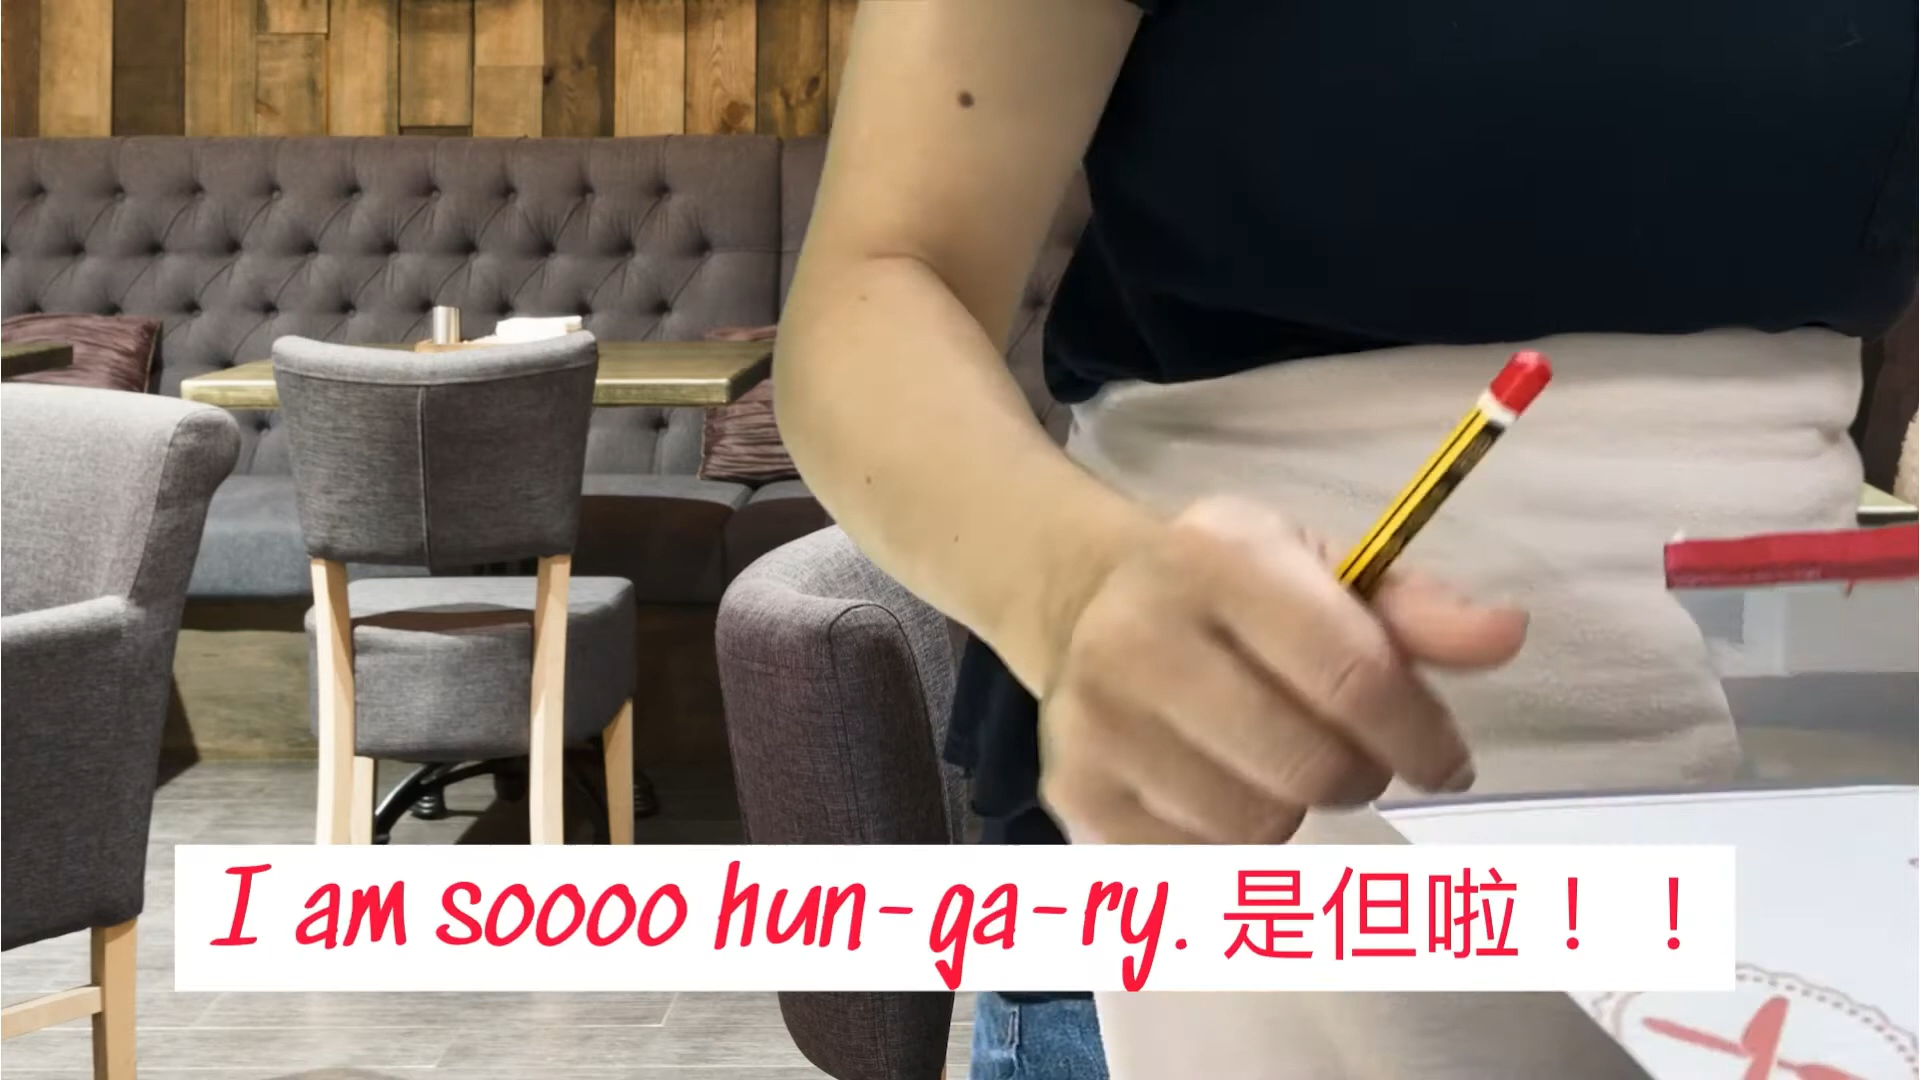 I am soooo hun-ga-ry. 是但啦！！